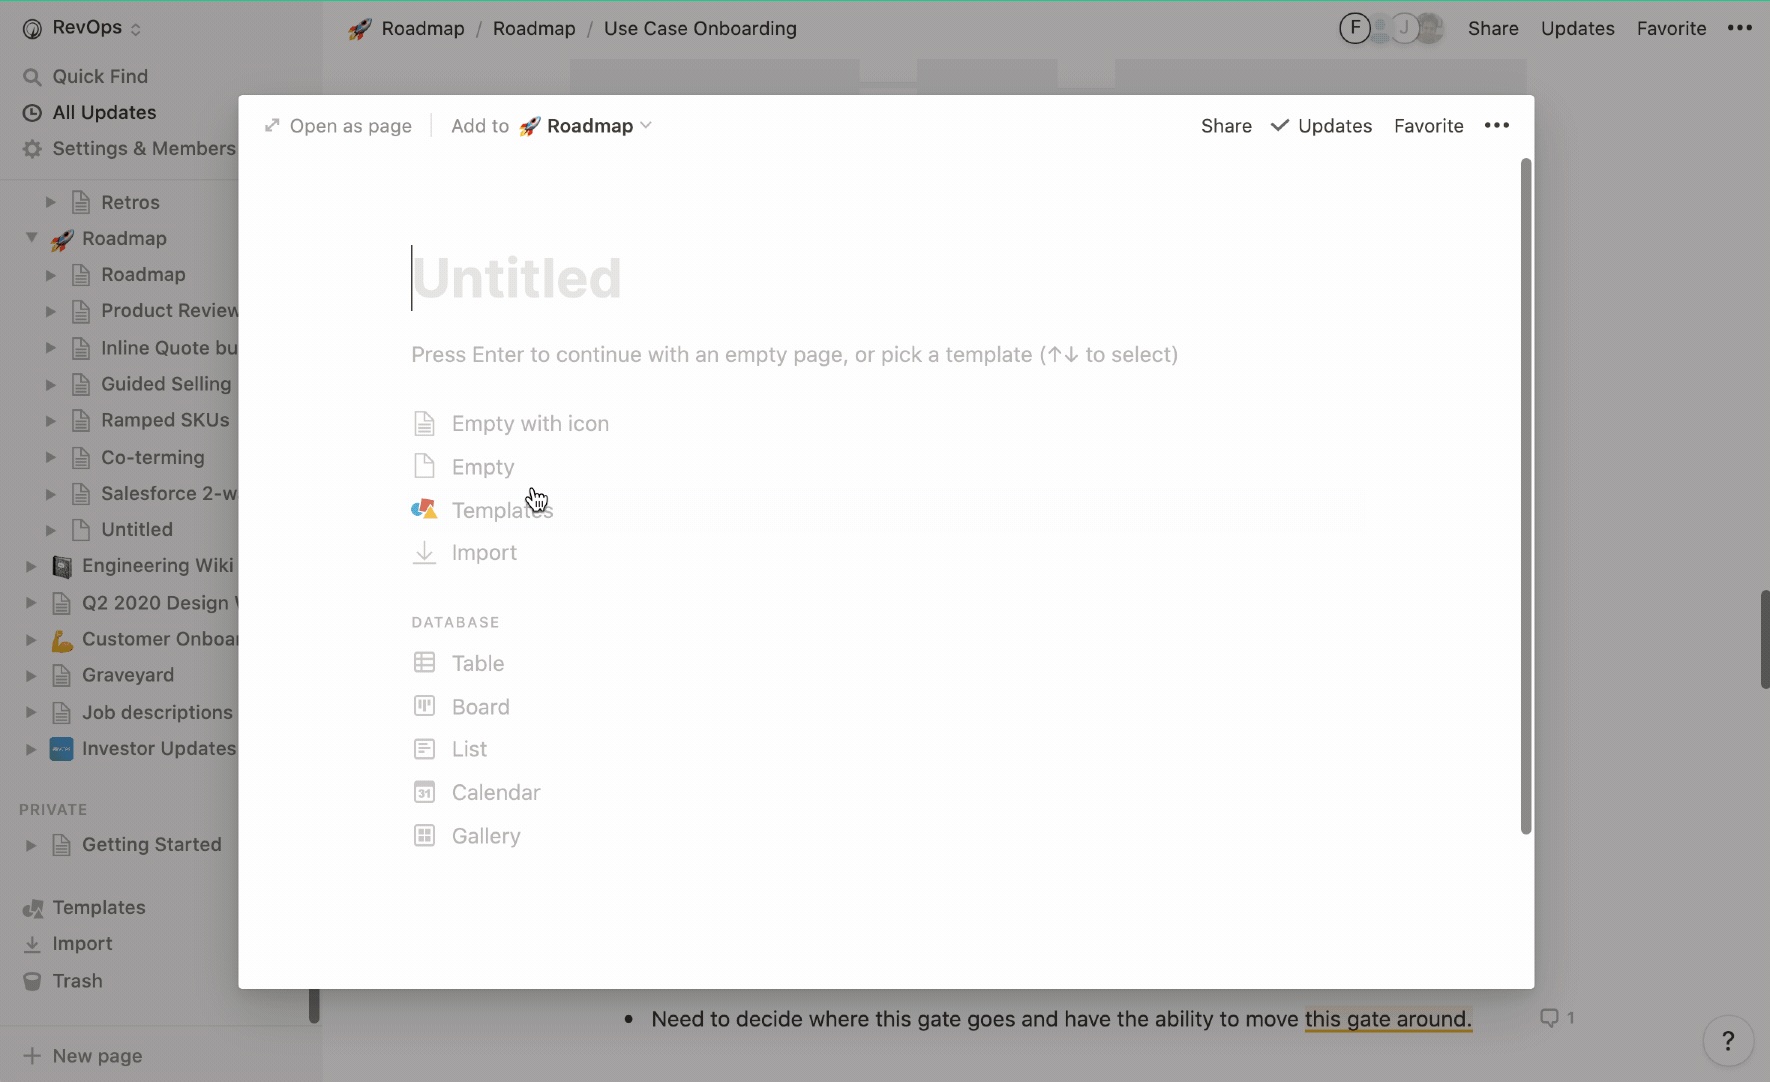 RevOps
Quick Find
All Updates
Settings & Members
Retros
Roadmap
Roadmap
Product Review
Inline Quote bu
Guided Selling
Ramped SKUs
Co-terming
Salesforce 2-w
Untitled
Engineering Wiki
Q2 2020 Design
Customer Onboar
Graveyard
Job descriptions
Investor Updates
PRIVATE
Getting Started
Templates
Import
Trash
New page
Roadmap / Roadmap / Use Case Onboarding
F J Share Updates Favorite
Open as page Add to Roadmap
Share Updates Favorite
Untitled
Press Enter to continue with an empty page, or pick a template (↑↓ to select)
Empty with icon
Empty
Templates
Import
DATABASE
Table
Board
List
31 Calendar
Gallery
• Need to decide where this gate goes and have the ability to move this gate around.
1
?